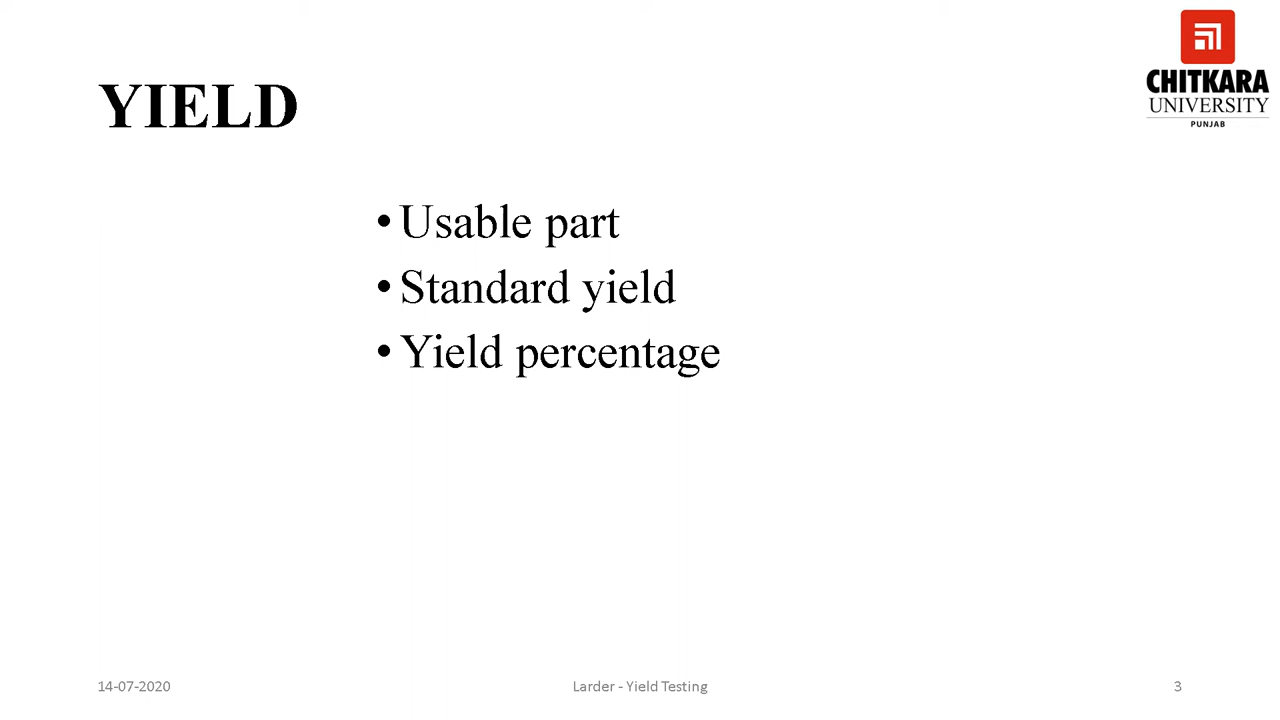 CHITKARA
UNIVERSITY
PUNJAB
YIELD
• Usable part
• Standard yield
• Yield percentage
14-07-2020
Larder - Yield Testing
3